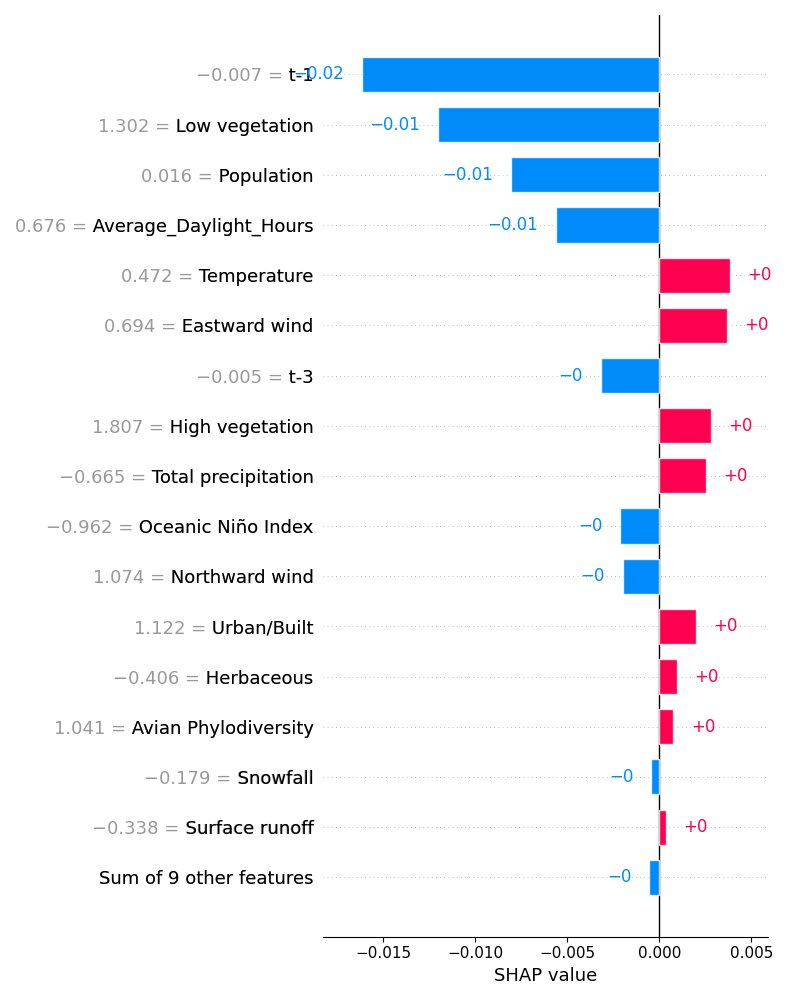 −0.007 = t-1 −0.02
1.302 = Low vegetation −0.01
0.016 = Population −0.01
0.676 = Average_Daylight_Hours −0.01
0.472 = Temperature +0
0.694 = Eastward wind +0
−0.005 = t-3 −0
1.807 = High vegetation +0
−0.665 = Total precipitation +0
−0.962 = Oceanic Niño Index −0
1.074 = Northward wind −0
1.122 = Urban/Built +0
−0.406 = Herbaceous +0
1.041 = Avian Phylodiversity +0
−0.179 = Snowfall −0
−0.338 = Surface runoff +0
Sum of 9 other features −0
−0.015 −0.010 −0.005 0.000 0.005
SHAP value